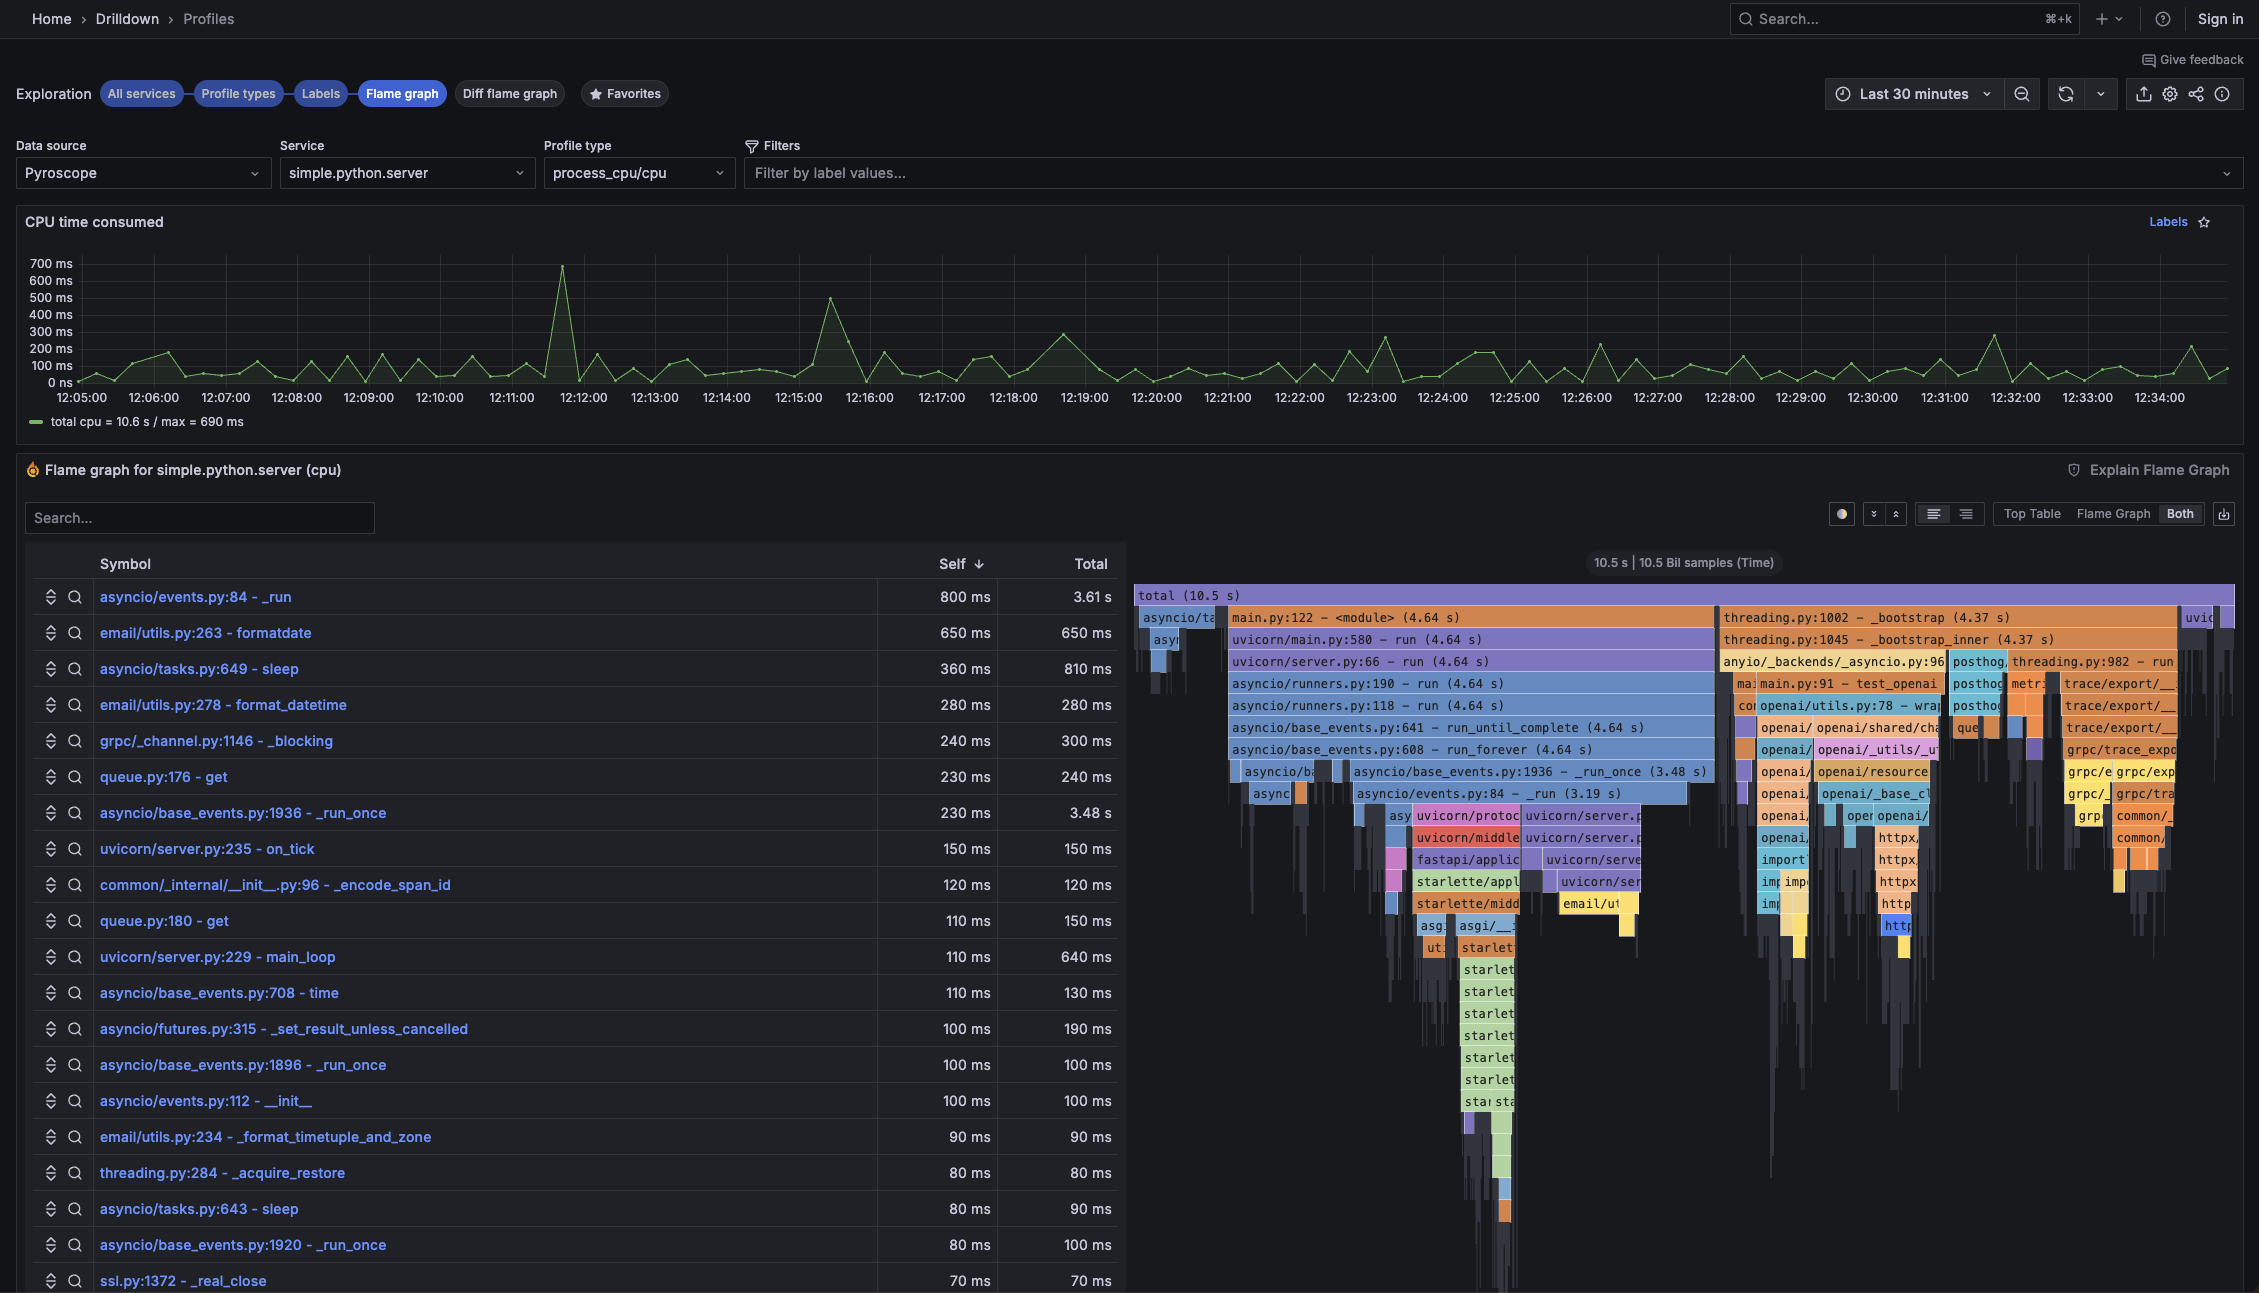 Home › Drilldown › Profiles
Search... ⌘+k
Sign in
Give feedback
Exploration All services Profile types Labels Flame graph Diff flame graph Favorites
Last 30 minutes
Data source Service Profile type Filters
Pyroscope simple.python.server process_cpu/cpu Filter by label values...
CPU time consumed Labels
700 ms
600 ms
500 ms
400 ms
300 ms
200 ms
100 ms
0 ns
12:05:00 12:06:00 12:07:00 12:08:00 12:09:00 12:10:00 12:11:00 12:12:00 12:13:00 12:14:00 12:15:00 12:16:00 12:17:00 12:18:00 12:19:00 12:20:00 12:21:00 12:22:00 12:23:00 12:24:00 12:25:00 12:26:00 12:27:00 12:28:00 12:29:00 12:30:00 12:31:00 12:32:00 12:33:00 12:34:00
total cpu = 10.6 s / max = 690 ms
Flame graph for simple.python.server (cpu) Explain Flame Graph
Search... Top Table Flame Graph Both
Symbol Self Total
asyncio/events.py:84 - _run 800 ms 3.61 s
email/utils.py:263 - formatdate 650 ms 650 ms
asyncio/tasks.py:649 - sleep 360 ms 810 ms
email/utils.py:278 - format_datetime 280 ms 280 ms
grpc/_channel.py:1146 - _blocking 240 ms 300 ms
queue.py:176 - get 230 ms 240 ms
asyncio/base_events.py:1936 - _run_once 230 ms 3.48 s
uvicorn/server.py:235 - on_tick 150 ms 150 ms
common/_internal/__init__.py:96 - _encode_span_id 120 ms 120 ms
queue.py:180 - get 110 ms 150 ms
uvicorn/server.py:229 - main_loop 110 ms 640 ms
asyncio/base_events.py:708 - time 110 ms 130 ms
asyncio/futures.py:315 - _set_result_unless_cancelled 100 ms 190 ms
asyncio/base_events.py:1896 - _run_once 100 ms 100 ms
asyncio/events.py:112 - __init__ 100 ms 100 ms
email/utils.py:234 - _format_timetuple_and_zone 90 ms 90 ms
threading.py:284 - _acquire_restore 80 ms 80 ms
asyncio/tasks.py:643 - sleep 80 ms 90 ms
asyncio/base_events.py:1920 - _run_once 80 ms 100 ms
ssl.py:1372 - _real_close 70 ms 70 ms
10.5 s | 10.5 Bil samples (Time)
total (10.5 s)
asyncio/ta main.py:122 – <module> (4.64 s) threading.py:1002 – _bootstrap (4.37 s) uvic
asyn uvicorn/main.py:580 – run (4.64 s) threading.py:1045 – _bootstrap_inner (4.37 s)
uvicorn/server.py:66 – run (4.64 s) anyio/_backends/_asyncio.py:96 posthog, threading.py:982 – run
asyncio/runners.py:190 – run (4.64 s) mai main.py:91 – test_openai posthog metri trace/export/__i
asyncio/runners.py:118 – run (4.64 s) cor openai/utils.py:78 – wrap posthog trace/export/__
asyncio/base_events.py:641 – run_until_complete (4.64 s) openai/ openai/shared/cha que trace/export/__
asyncio/base_events.py:608 – run_forever (4.64 s) openai/ openai/_utils/_ut grpc/trace_expo
asyncio/ba asyncio/base_events.py:1936 – _run_once (3.48 s) openai/ openai/resource grpc/e grpc/exp
async asyncio/events.py:84 – _run (3.19 s) openai, openai/_base_cl grpc/_ grpc/tra
asy uvicorn/protoc uvicorn/server.p openai/ oper openai/ grp common/_
uvicorn/middle uvicorn/server.p openai, httpx, common/
fastapi/applic uvicorn/serve import httpx,
starlette/appl uvicorn/ser imp imp httpx
starlette/midd email/ut imp http
asgi asgi/__i http
uti starlet
starlet
starlet
starlet
starlet
starlet
starlet
star sta